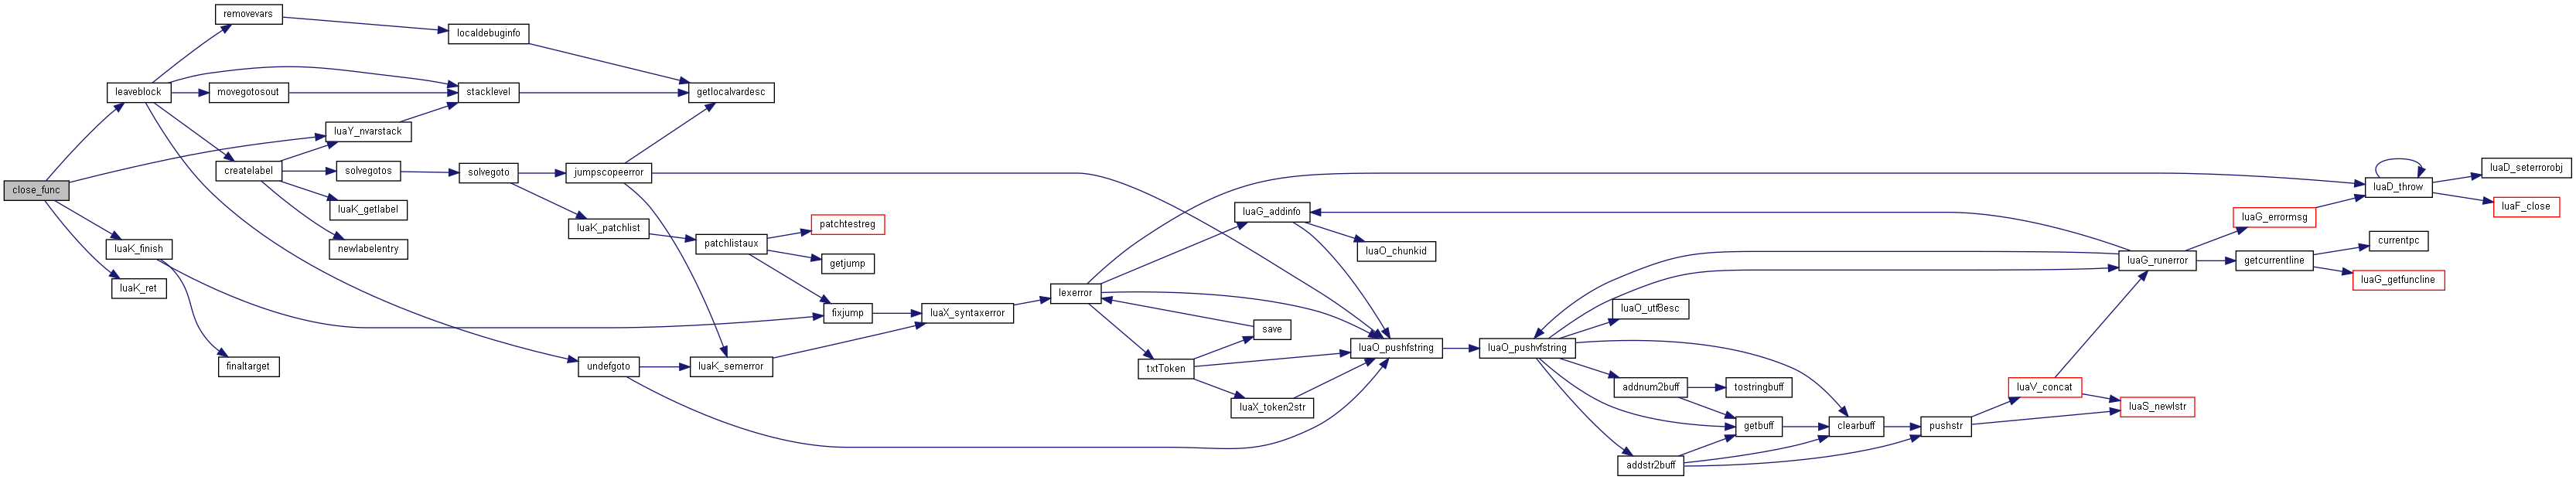 close_func
leaveblock
luaK_finish
luaK_ret
removevars
movegotosout
createlabel
finaltarget
luaY_nvarstack
solvegotos
luaK_getlabel
newlabelentry
localdebuginfo
stacklevel
solvegoto
jumpscopeerror
luaK_patchlist
undefgoto
getlocalvardesc
patchlistaux
luaK_semerror
patchtestreg
getjump
fixjump
luaX_syntaxerror
lexerror
txtToken
luaG_addinfo
save
luaX_token2str
luaO_chunkid
luaO_pushfstring
luaO_pushvfstring
luaO_utf8esc
addnum2buff
addstr2buff
tostringbuff
getbuff
clearbuff
pushstr
luaV_concat
luaG_runerror
luaS_newlstr
luaG_errormsg
getcurrentline
luaD_throw
currentpc
luaG_getfuncline
luaD_seterrorobj
luaF_close